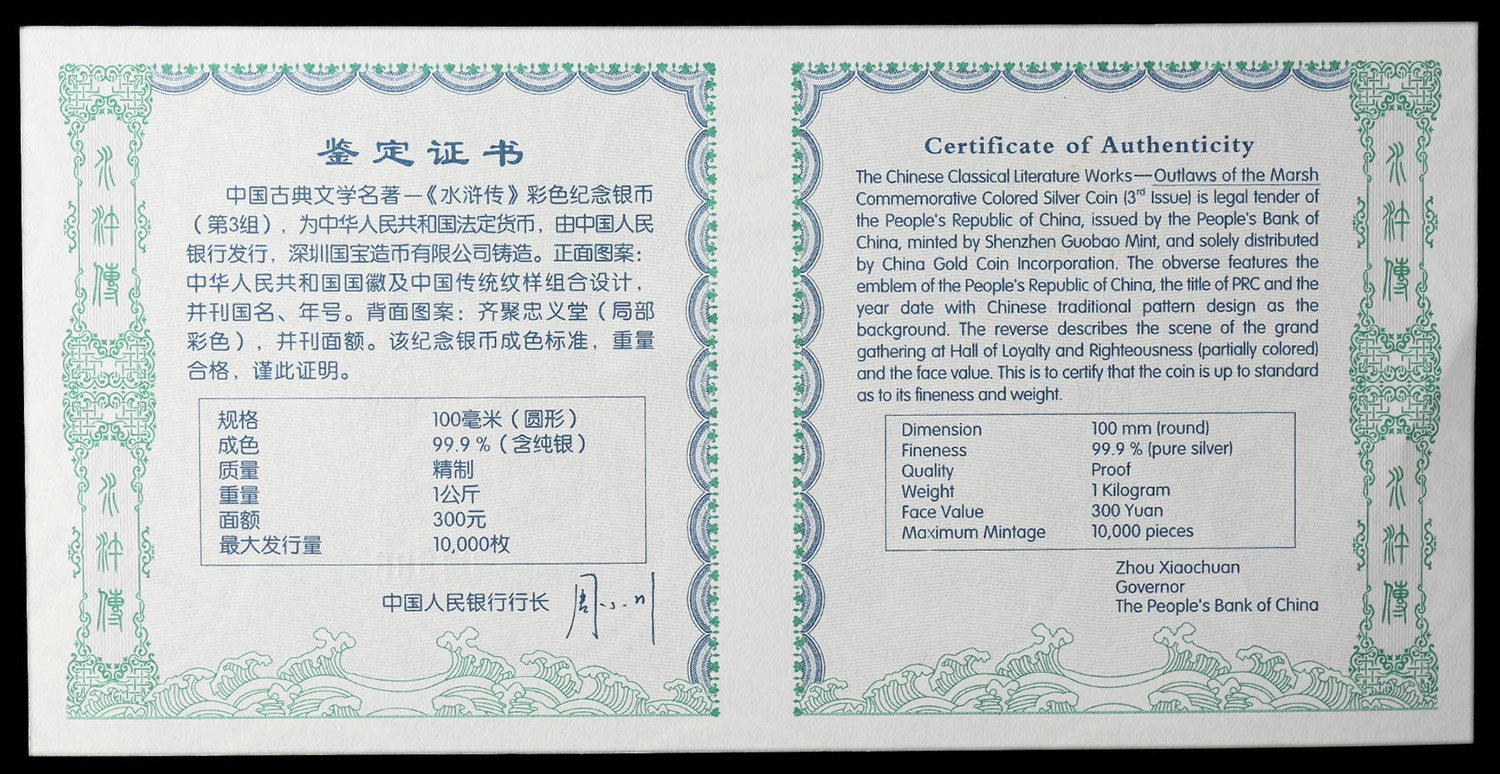 水浒傳
水浒傳
鉴定证书
中国古典文学名著—《水浒传》彩色纪念银币
（第3组），为中华人民共和国法定货币，由中国人民
银行发行，深圳国宝造币有限公司铸造。正面图案：
中华人民共和国国徽及中国传统纹样组合设计，
并刊国名、年号。背面图案：齐聚忠义堂（局部
彩色），并刊面额。该纪念银币成色标准，重量
合格，谨此证明。
规格 100毫米（圆形）
成色 99.9 %（含纯银）
质量 精制
重量 1公斤
面额 300元
最大发行量 10,000枚
中国人民银行行长 周小川
Certificate of Authenticity
The Chinese Classical Literature Works—Outlaws of the Marsh
Commemorative Colored Silver Coin (3rd Issue) is legal tender of
the People's Republic of China, issued by the People's Bank of
China, minted by Shenzhen Guobao Mint, and solely distributed
by China Gold Coin Incorporation. The obverse features the
emblem of the People's Republic of China, the title of PRC and the
year date with Chinese traditional pattern design as the
background. The reverse describes the scene of the grand
gathering at Hall of Loyalty and Righteousness (partially colored)
and the face value. This is to certify that the coin is up to standard
as to its fineness and weight.
Dimension 100 mm (round)
Fineness 99.9 % (pure silver)
Quality Proof
Weight 1 Kilogram
Face Value 300 Yuan
Maximum Mintage 10,000 pieces
Zhou Xiaochuan
Governor
The People's Bank of China
水浒傳
水浒傳